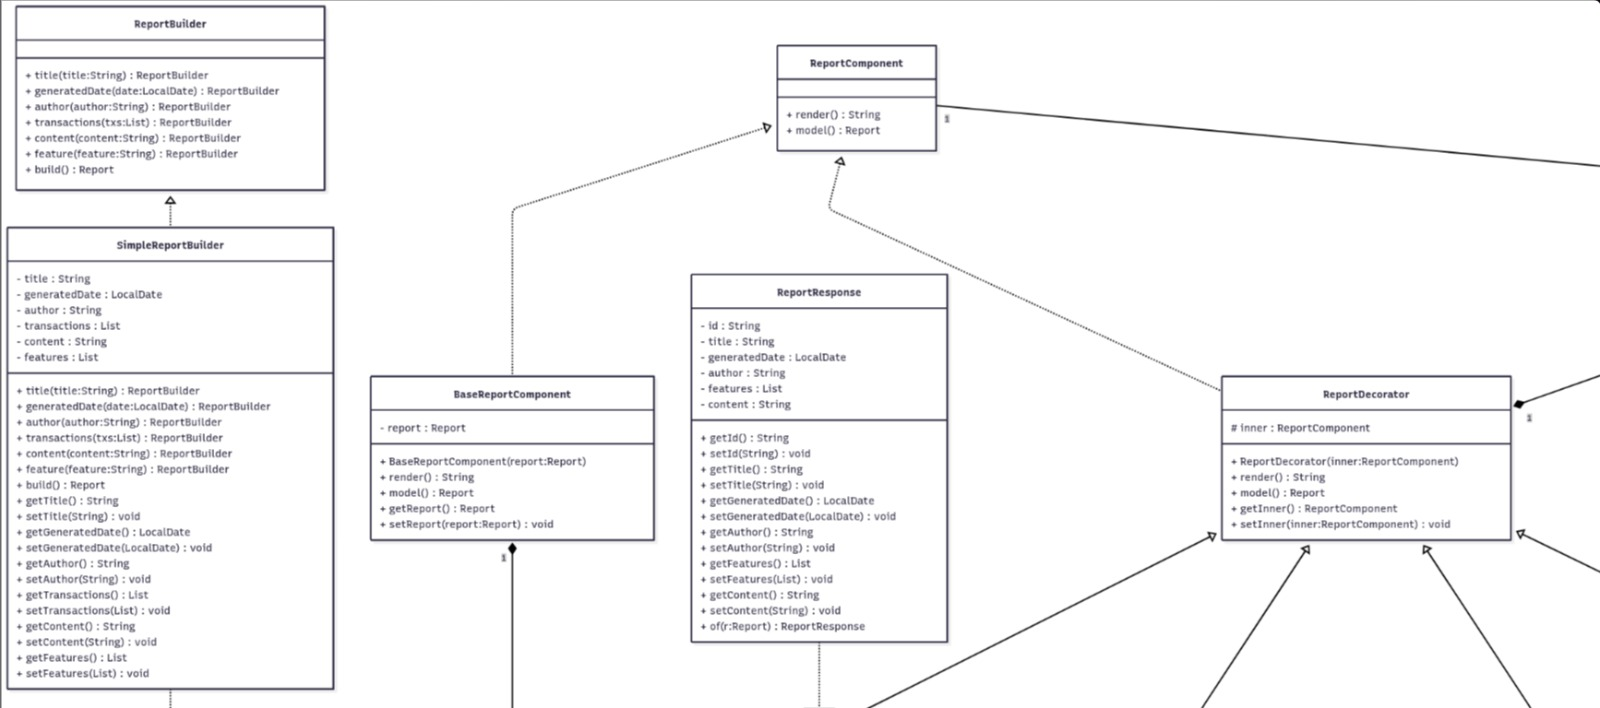 ReportBuilder
+ title(title:String) : ReportBuilder
+ generatedDate(date:LocalDate) : ReportBuilder
+ author(author:String) : ReportBuilder
+ transactions(txs:List) : ReportBuilder
+ content(content:String) : ReportBuilder
+ feature(feature:String) : ReportBuilder
+ build() : Report
SimpleReportBuilder
- title : String
- generatedDate : LocalDate
- author : String
- transactions : List
- content : String
- features : List
+ title(title:String) : ReportBuilder
+ generatedDate(date:LocalDate) : ReportBuilder
+ author(author:String) : ReportBuilder
+ transactions(txs:List) : ReportBuilder
+ content(content:String) : ReportBuilder
+ feature(feature:String) : ReportBuilder
+ build() : Report
+ getTitle() : String
+ setTitle(String) : void
+ getGeneratedDate() : LocalDate
+ setGeneratedDate(LocalDate) : void
+ getAuthor() : String
+ setAuthor(String) : void
+ getTransactions() : List
+ setTransactions(List) : void
+ getContent() : String
+ setContent(String) : void
+ getFeatures() : List
+ setFeatures(List) : void
ReportComponent
+ render() : String
+ model() : Report
1
BaseReportComponent
- report : Report
+ BaseReportComponent(report:Report)
+ render() : String
+ model() : Report
+ getReport() : Report
+ setReport(report:Report) : void
1
ReportResponse
- id : String
- title : String
- generatedDate : LocalDate
- author : String
- features : List
- content : String
+ getId() : String
+ setId(String) : void
+ getTitle() : String
+ setTitle(String) : void
+ getGeneratedDate() : LocalDate
+ setGeneratedDate(LocalDate) : void
+ getAuthor() : String
+ setAuthor(String) : void
+ getFeatures() : List
+ setFeatures(List) : void
+ getContent() : String
+ setContent(String) : void
+ of(r:Report) : ReportResponse
ReportDecorator
# inner : ReportComponent
+ ReportDecorator(inner:ReportComponent)
+ render() : String
+ model() : Report
+ getInner() : ReportComponent
+ setInner(inner:ReportComponent) : void
1